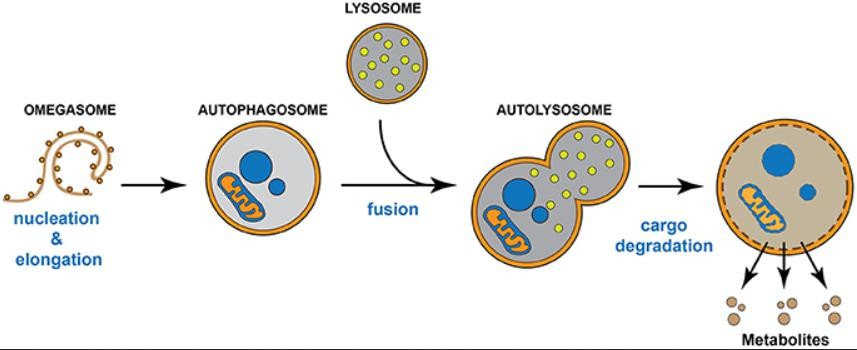 LYSOSOME
OMEGASOME
AUTOPHAGOSOME
AUTOLYSOSOME
nucleation
&
elongation
fusion
cargo
degradation
Metabolites